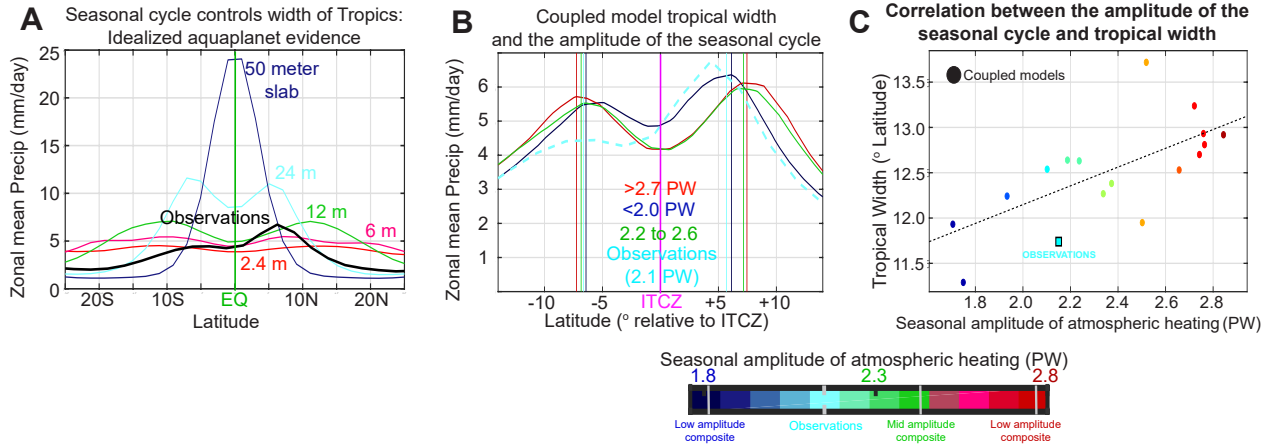 A
Seasonal cycle controls width of Tropics:
Idealized aquaplanet evidence
Zonal mean Precip (mm/day)
25
20
15
10
5
0
50 meter
slab
24 m
Observations
12 m
6 m
2.4 m
20S
10S
EQ
10N
20N
Latitude
B
Coupled model tropical width
and the amplitude of the seasonal cycle
Zonal mean Precip (mm/day)
6
5
4
3
2
1
>2.7 PW
<2.0 PW
2.2 to 2.6
Observations
(2.1 PW)
-10
-5
ITCZ
+5
+10
Latitude (° relative to ITCZ)
C
Correlation between the amplitude of the
seasonal cycle and tropical width
Tropical Width (° Latitude)
13.5
13.0
12.5
12.0
11.5
Coupled models
OBSERVATIONS
1.8
2.0
2.2
2.4
2.6
2.8
Seasonal amplitude of atmospheric heating (PW)
Seasonal amplitude of atmospheric heating (PW)
1.8
2.3
2.8
Low amplitude
composite
Observations
Mid amplitude
composite
Low amplitude
composite